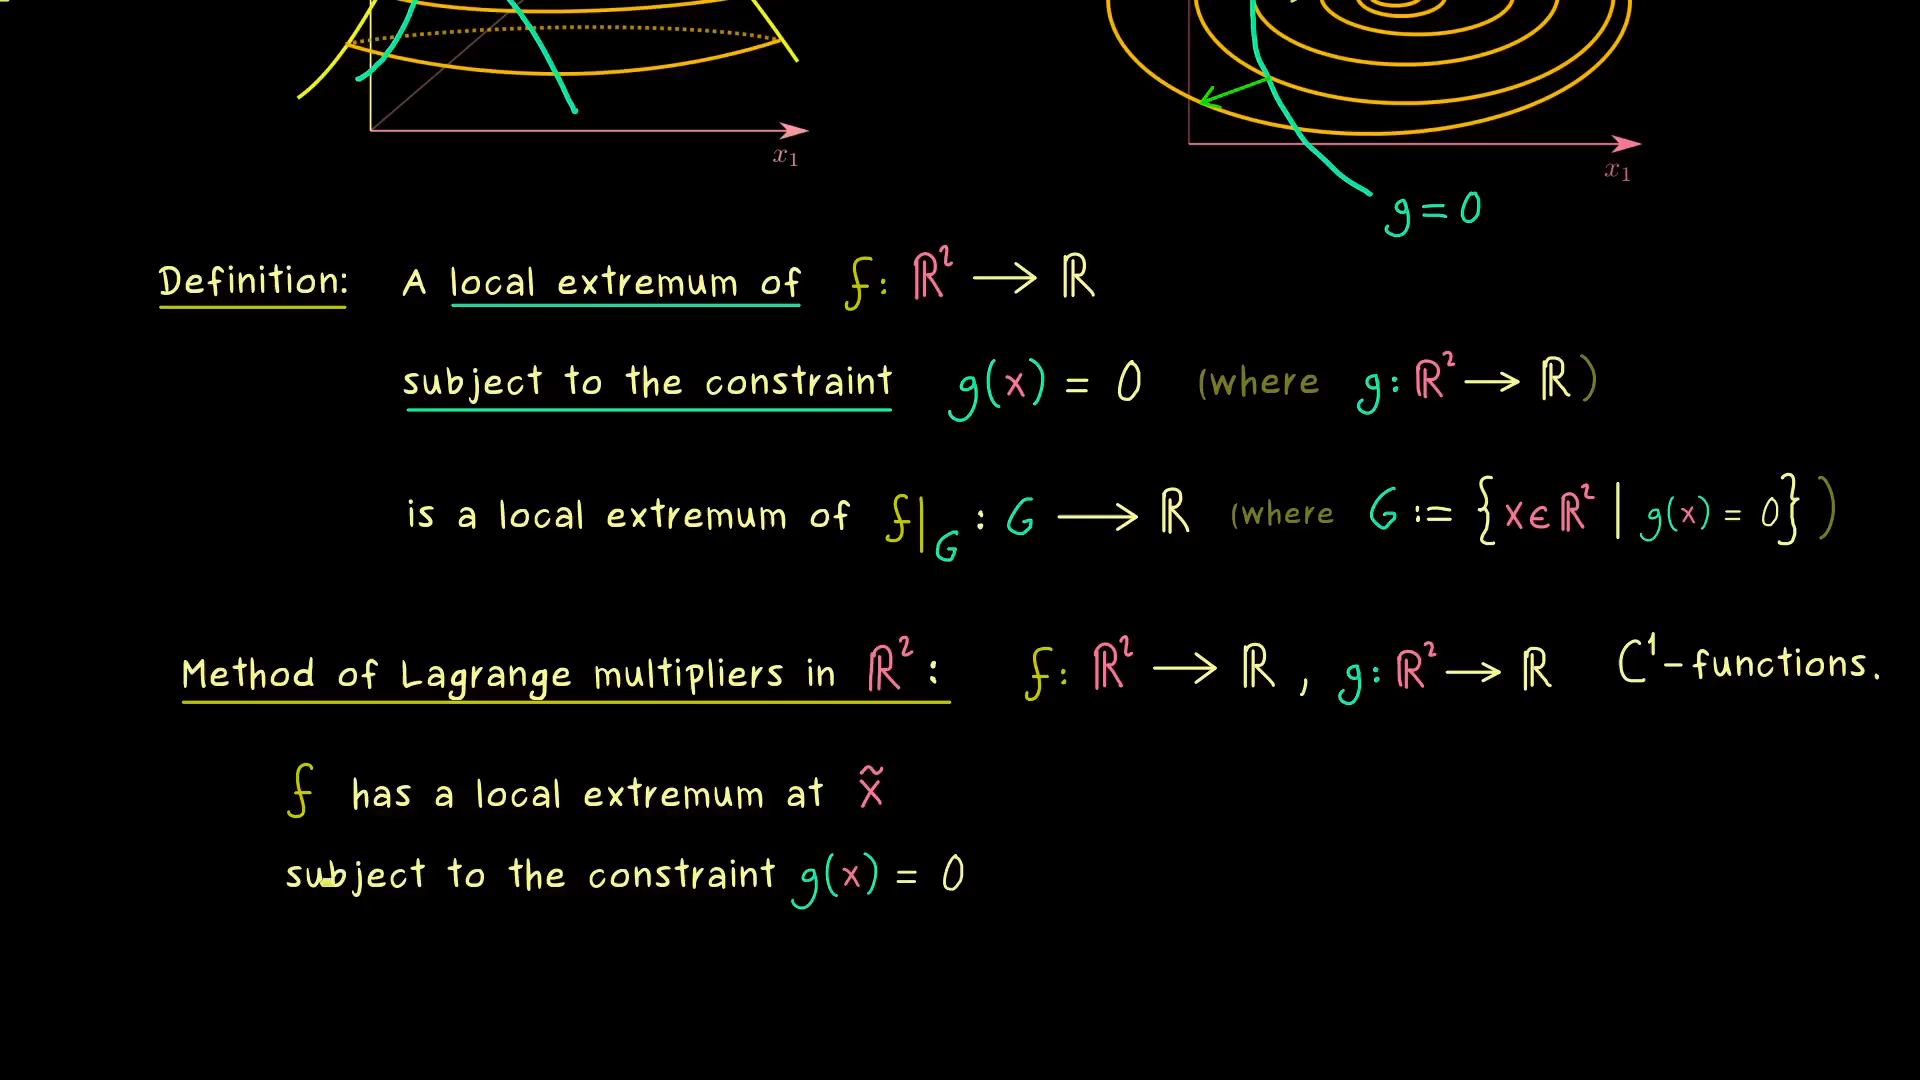 x₁
x₁
g = 0
Definition: A local extremum of f: ℝ² ⟶ ℝ
subject to the constraint g(x) = 0 (where g: ℝ² ⟶ ℝ)
is a local extremum of f|_G : G ⟶ ℝ (where G := {x∈ℝ² | g(x) = 0})
Method of Lagrange multipliers in ℝ²: f: ℝ² ⟶ ℝ, g: ℝ² ⟶ ℝ C¹-functions.
f has a local extremum at x̃
subject to the constraint g(x) = 0